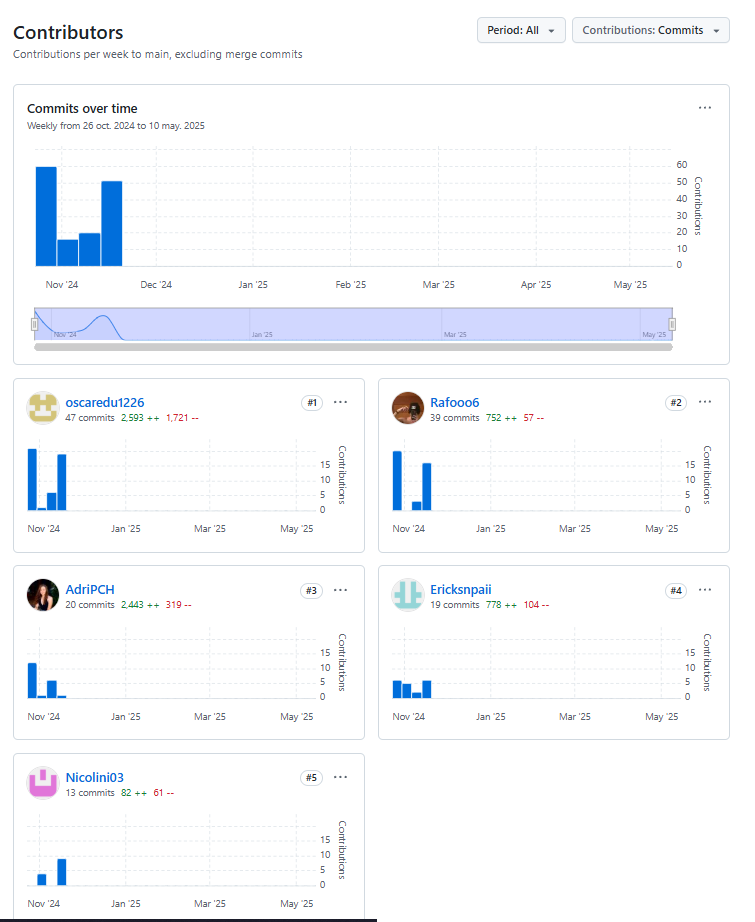 Contributors
Period: All
Contributions: Commits
Contributions per week to main, excluding merge commits
Commits over time
Weekly from 26 oct. 2024 to 10 may. 2025
60
50
40
30
20
10
0
Contributions
Nov '24 Dec '24 Jan '25 Feb '25 Mar '25 Apr '25 May '25
Nov '24 Jan '25 Mar '25 May '25
oscaredu1226 #1
47 commits 2,593 ++ 1,721 --
15
10
5
0
Contributions
Nov '24 Jan '25 Mar '25 May '25
Rafooo6 #2
39 commits 752 ++ 57 --
15
10
5
0
Contributions
Nov '24 Jan '25 Mar '25 May '25
AdriPCH #3
20 commits 2,443 ++ 319 --
15
10
5
0
Contributions
Nov '24 Jan '25 Mar '25 May '25
Ericksnpaii #4
19 commits 778 ++ 104 --
15
10
5
0
Contributions
Nov '24 Jan '25 Mar '25 May '25
Nicolini03 #5
13 commits 82 ++ 61 --
15
10
5
0
Contributions
Nov '24 Jan '25 Mar '25 May '25